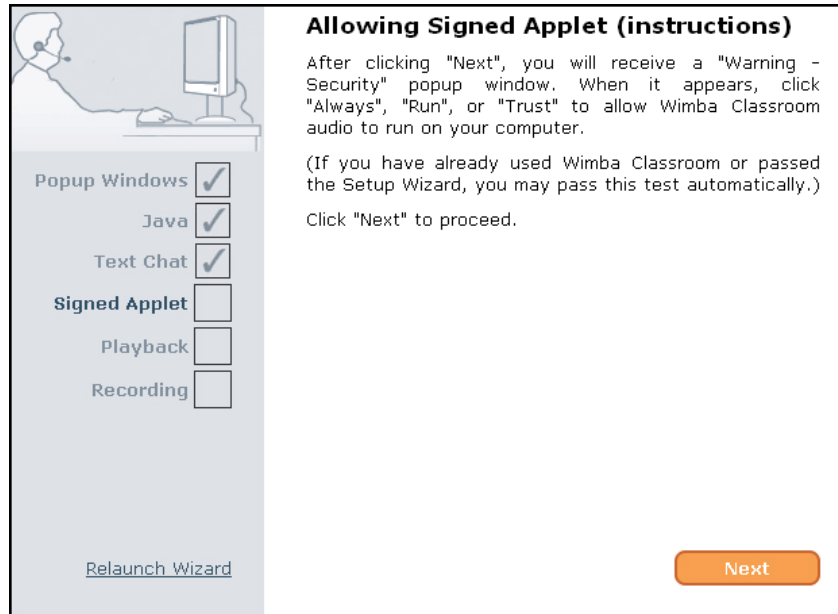 Allowing Signed Applet (instructions)
After clicking "Next", you will receive a "Warning -
Security" popup window. When it appears, click
"Always", "Run", or "Trust" to allow Wimba Classroom
audio to run on your computer.
(If you have already used Wimba Classroom or passed
the Setup Wizard, you may pass this test automatically.)
Click "Next" to proceed.
Popup Windows
Java
Text Chat
Signed Applet
Playback
Recording
Relaunch Wizard
Next